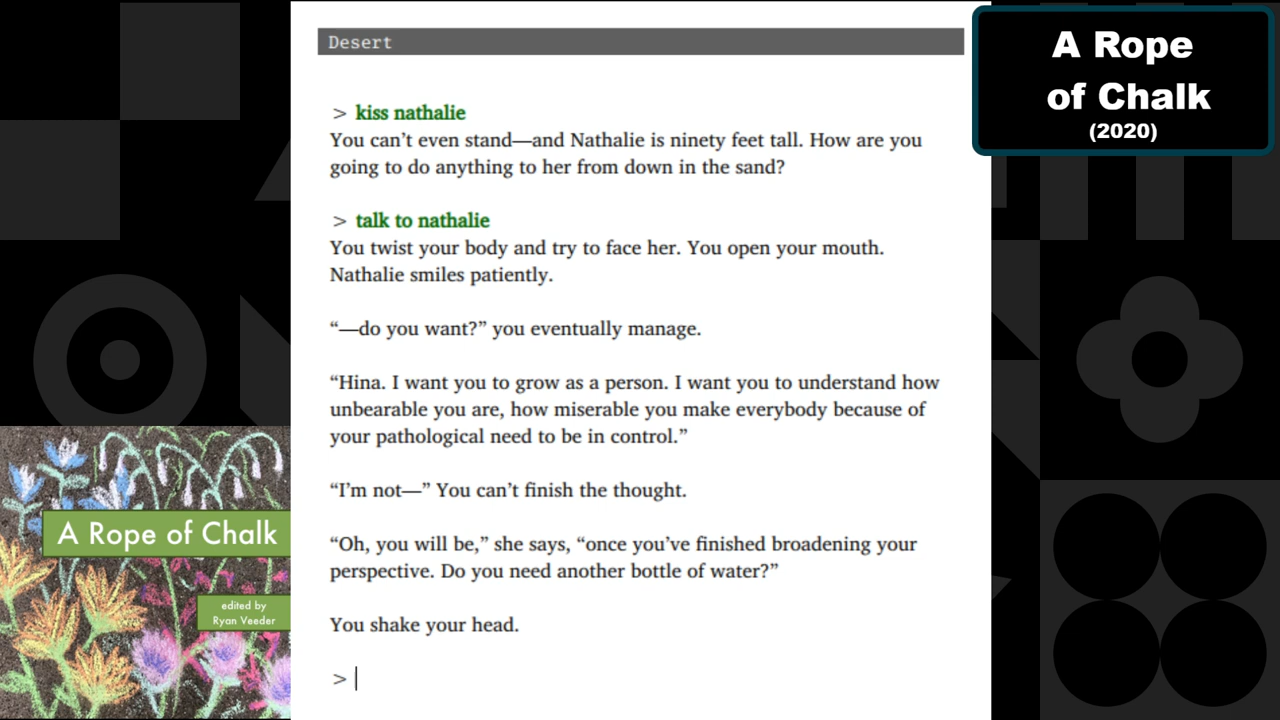 Desert
> kiss nathalie
You can’t even stand—and Nathalie is ninety feet tall. How are you
going to do anything to her from down in the sand?
> talk to nathalie
You twist your body and try to face her. You open your mouth.
Nathalie smiles patiently.
“—do you want?” you eventually manage.
“Hina. I want you to grow as a person. I want you to understand how
unbearable you are, how miserable you make everybody because of
your pathological need to be in control.”
“I’m not—” You can’t finish the thought.
“Oh, you will be,” she says, “once you’ve finished broadening your
perspective. Do you need another bottle of water?”
You shake your head.
>
A Rope
of Chalk
(2020)
A Rope of Chalk
edited by
Ryan Veeder